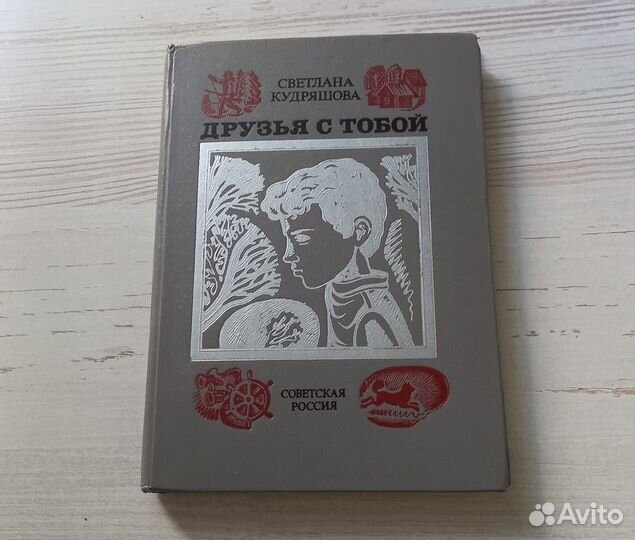 СВЕТЛАНА
КУДРЯШОВА
ДРУЗЬЯ С ТОБОЙ
СОВЕТСКАЯ
РОССИЯ
Avito